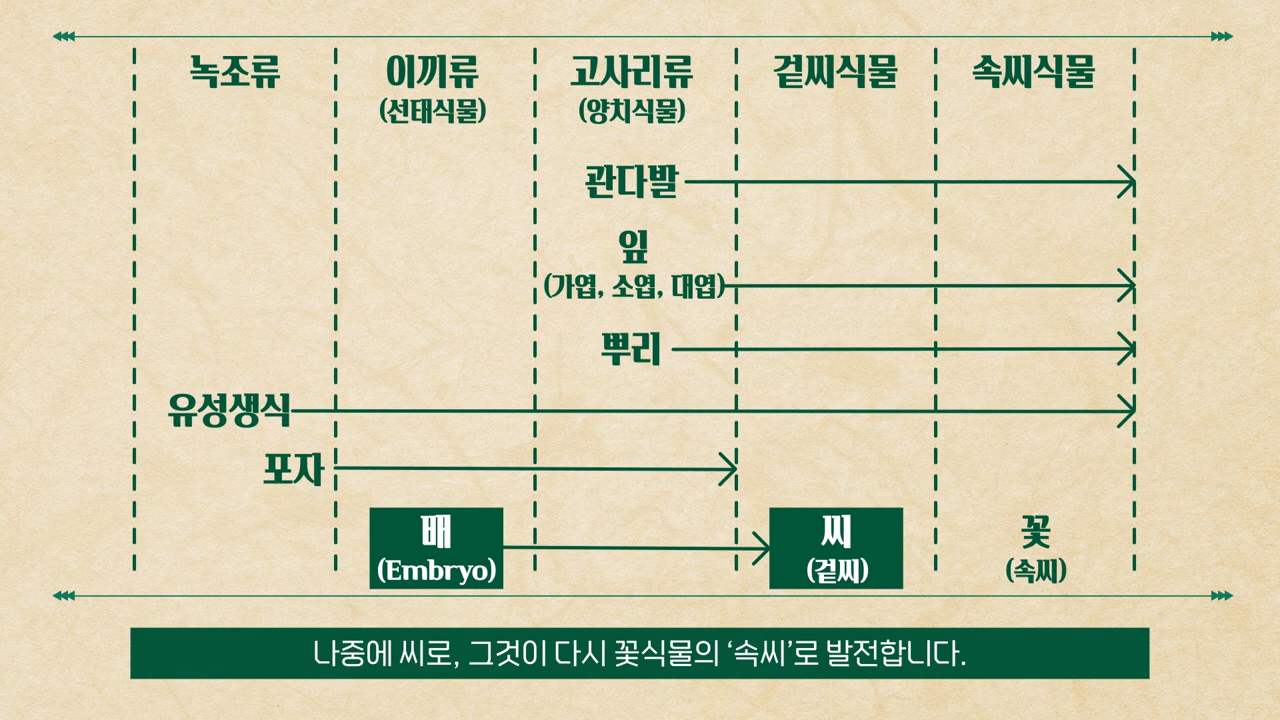 녹조류
이끼류
(선태식물)
고사리류
(양치식물)
겉씨식물
속씨식물
관다발
잎
(가엽, 소엽, 대엽)
뿌리
유성생식
포자
배
(Embryo)
씨
(겉씨)
꽃
(속씨)
나중에 씨로, 그것이 다시 꽃식물의 ‘속씨’로 발전합니다.